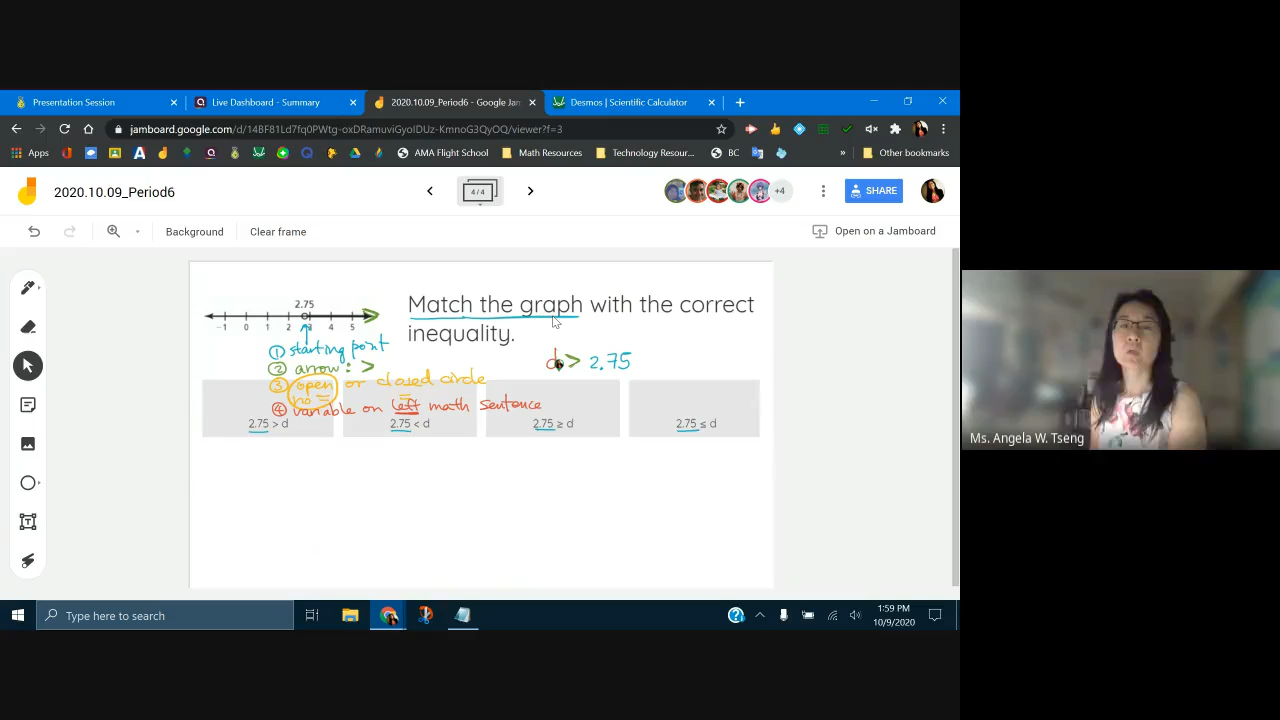 Presentation Session
Live Dashboard - Summary
2020.10.09_Period6 - Google Jam
Desmos | Scientific Calculator
jamboard.google.com/d/14BF81Ld7fq0PWtg-oxDRamuviGyoIDUz-KmnoG3QyOQ/viewer?f=3
Apps
AMA Flight School
Math Resources
Technology Resour...
BC
»
Other bookmarks
2020.10.09_Period6
4 / 4
+4
SHARE
Background
Clear frame
Open on a Jamboard
2.75
-1 0 1 2 3 4 5
Match the graph with the correct
inequality.
① starting point
② arrow: >
③ open or closed circle
no = =
④ variable on left math sentence
d > 2.75
2.75 > d
2.75 < d
2.75 ≥ d
2.75 ≤ d
Ms. Angela W. Tseng
Type here to search
1:59 PM
10/9/2020